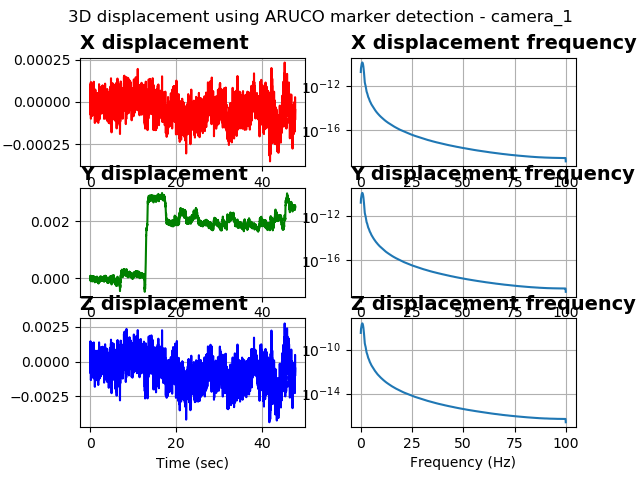 3D displacement using ARUCO marker detection - camera_1
X displacement
0.00025
0.00000
−0.00025
0 20 40
X displacement frequency
10−12
10−16
0 25 50 75 100
Y displacement
0.002
0.000
0 20 40
Y displacement frequency
10−12
10−16
0 25 50 75 100
Z displacement
0.0025
0.0000
−0.0025
0 20 40
Time (sec)
Z displacement frequency
10−10
10−14
0 25 50 75 100
Frequency (Hz)